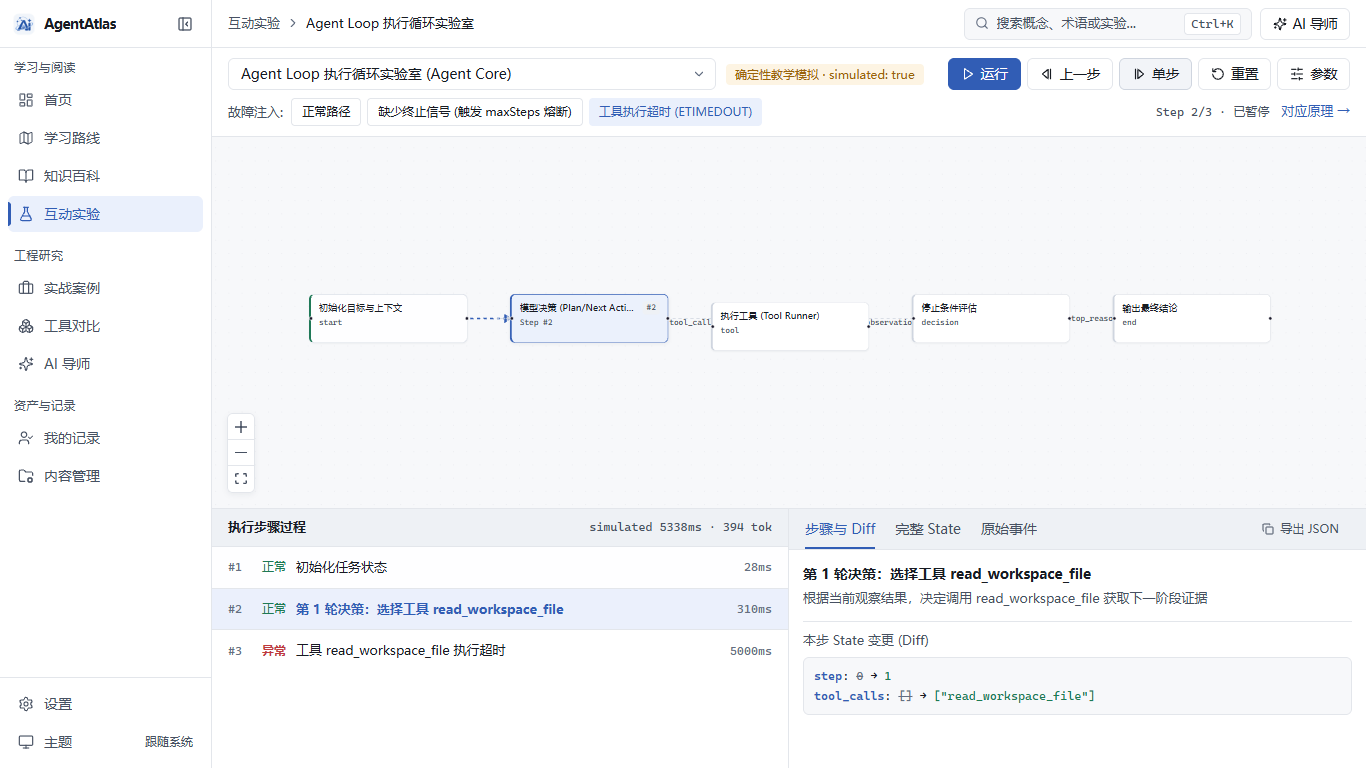 AgentAtlas
学习与阅读
首页
学习路线
知识百科
互动实验
工程研究
实战案例
工具对比
AI 导师
资产与记录
我的记录
内容管理
设置
主题 跟随系统
互动实验 > Agent Loop 执行循环实验室
搜索概念、术语或实验... Ctrl+K
AI 导师
Agent Loop 执行循环实验室 (Agent Core)
确定性教学模拟 · simulated: true
运行
上一步
单步
重置
参数
故障注入: 正常路径 缺少终止信号 (触发 maxSteps 熔断) 工具执行超时 (ETIMEDOUT)
Step 2/3 · 已暂停 对应原理 →
初始化目标与上下文
start
模型决策 (Plan/Next Acti... #2
Step #2
tool_call
执行工具 (Tool Runner)
tool
bservatio
停止条件评估
decision
top_reaso
输出最终结论
end
执行步骤过程 simulated 5338ms · 394 tok
#1 正常 初始化任务状态 28ms
#2 正常 第 1 轮决策：选择工具 read_workspace_file 310ms
#3 异常 工具 read_workspace_file 执行超时 5000ms
步骤与 Diff 完整 State 原始事件 导出 JSON
第 1 轮决策：选择工具 read_workspace_file
根据当前观察结果，决定调用 read_workspace_file 获取下一阶段证据
本步 State 变更 (Diff)
step: 0 → 1
tool_calls: [] → ["read_workspace_file"]